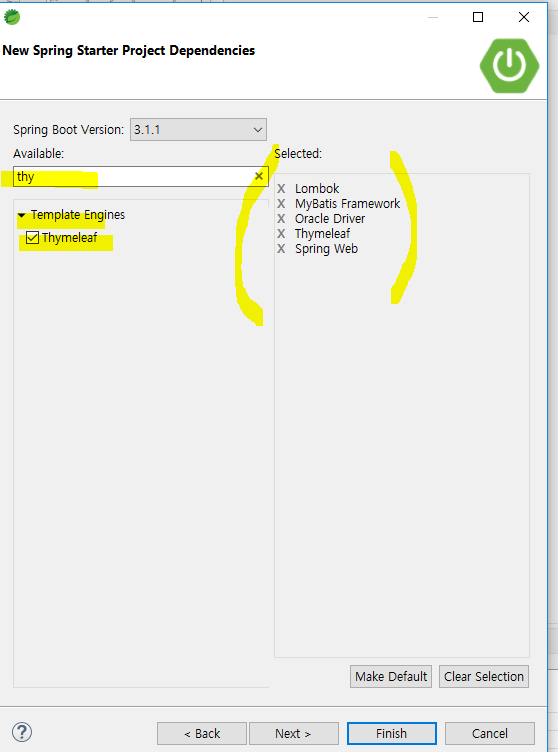 New Spring Starter Project Dependencies
Spring Boot Version: 3.1.1
Available:
thy
Template Engines
Thymeleaf
Selected:
X Lombok
X MyBatis Framework
X Oracle Driver
X Thymeleaf
X Spring Web
Make Default Clear Selection
? < Back Next > Finish Cancel